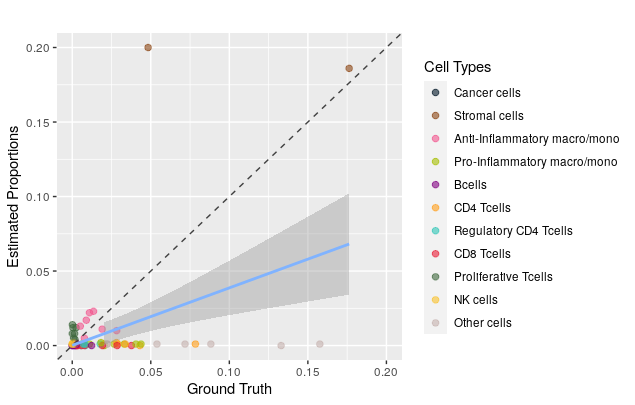 0.20
0.15
0.10
0.05
0.00
Estimated Proportions
0.00 0.05 0.10 0.15 0.20
Ground Truth
Cell Types
Cancer cells
Stromal cells
Anti-Inflammatory macro/mono
Pro-Inflammatory macro/mono
Bcells
CD4 Tcells
Regulatory CD4 Tcells
CD8 Tcells
Proliferative Tcells
NK cells
Other cells